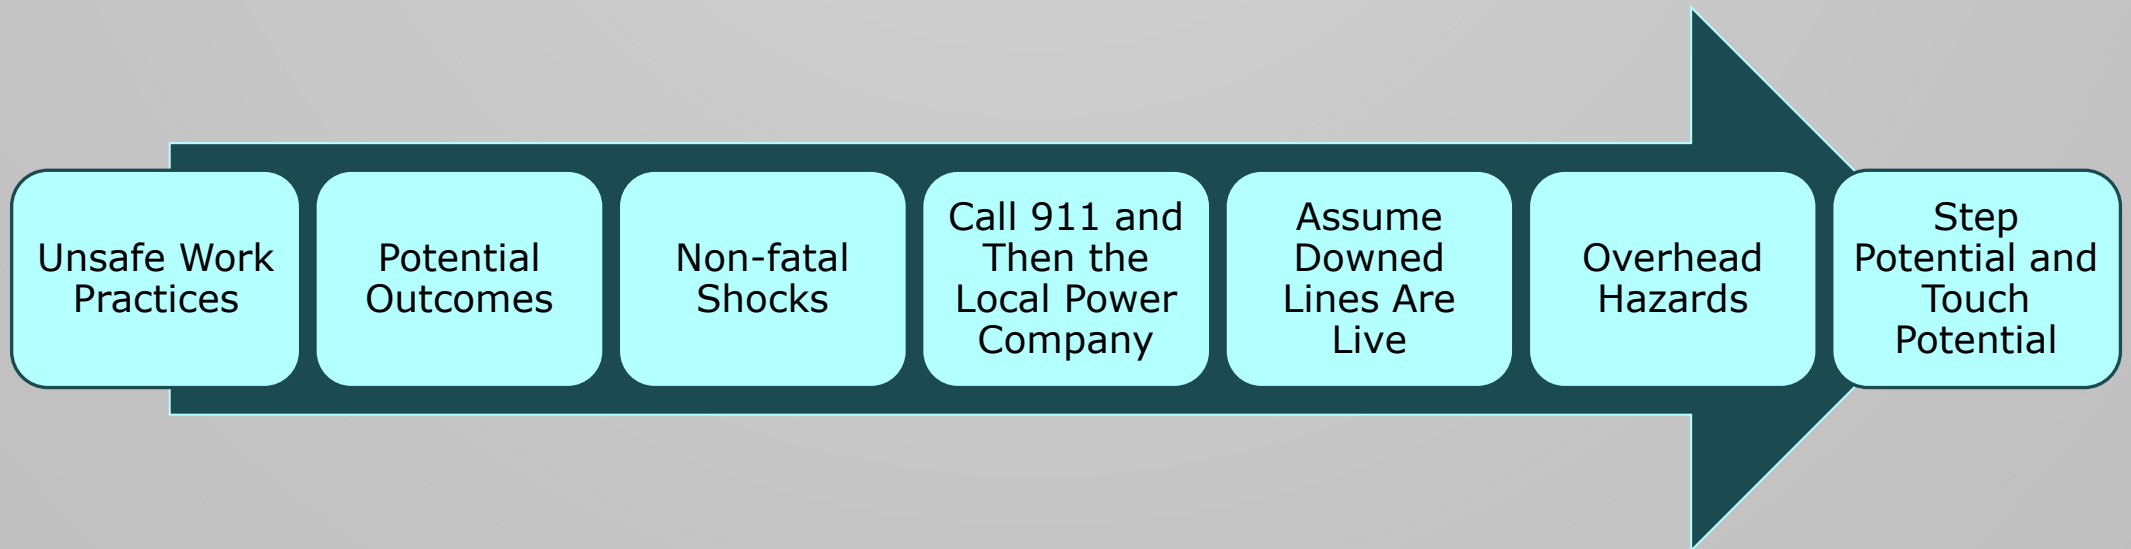 Unsafe Work
Practices
Potential
Outcomes
Non-fatal
Shocks
Call 911 and
Then the
Local Power
Company
Assume
Downed
Lines Are
Live
Overhead
Hazards
Step
Potential and
Touch
Potential